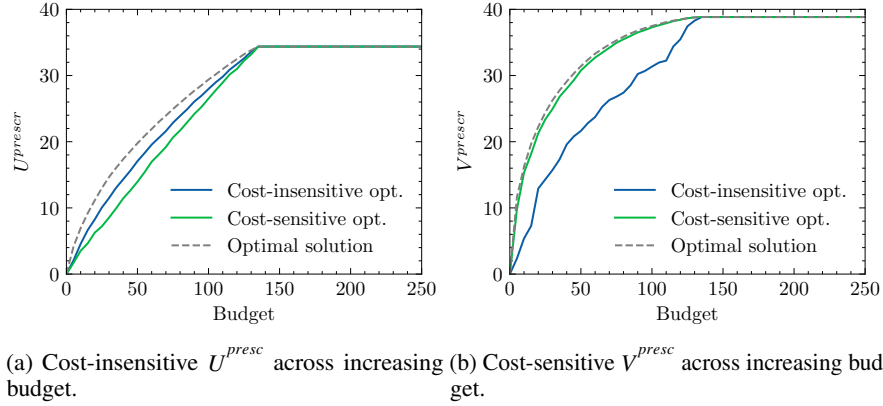 40
30
20
10
0
U^prescr
Cost-insensitive opt.
Cost-sensitive opt.
Optimal solution
0 50 100 150 200 250
Budget
40
30
20
10
0
V^prescr
Cost-insensitive opt.
Cost-sensitive opt.
Optimal solution
0 50 100 150 200 250
Budget
(a) Cost-insensitive U^presc across increasing
budget.
(b) Cost-sensitive V^presc across increasing bud
get.